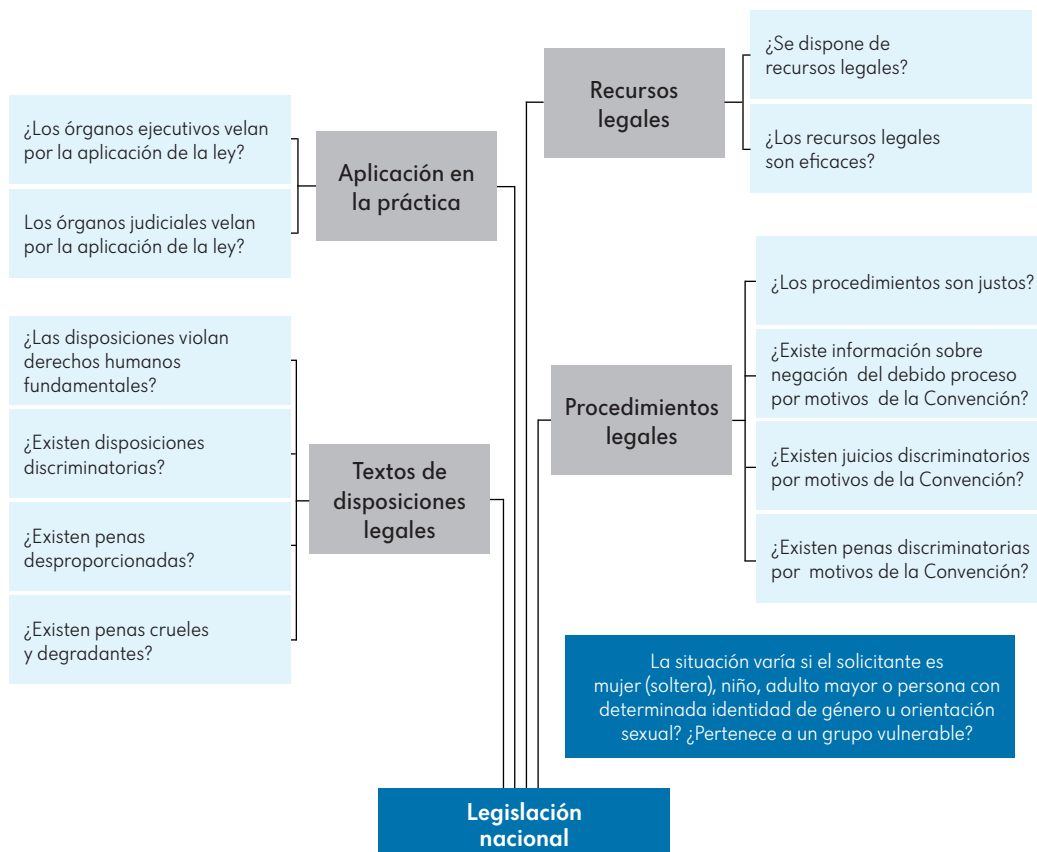 ¿Los órganos ejecutivos velan
por la aplicación de la ley?
Los órganos judiciales velan
por la aplicación de la ley?
Aplicación en
la práctica
¿Las disposiciones violan
derechos humanos
fundamentales?
¿Existen disposiciones
discriminatorias?
¿Existen penas
desproporcionadas?
¿Existen penas crueles
y degradantes?
Textos de
disposiciones
legales
Recursos
legales
¿Se dispone de
recursos legales?
¿Los recursos legales
son eficaces?
Procedimientos
legales
¿Los procedimientos son justos?
¿Existe información sobre
negación del debido proceso
por motivos de la Convención?
¿Existen juicios discriminatorios
por motivos de la Convención?
¿Existen penas discriminatorias
por motivos de la Convención?
La situación varía si el solicitante es
mujer (soltera), niño, adulto mayor o persona con
determinada identidad de género u orientación
sexual? ¿Pertenece a un grupo vulnerable?
Legislación
nacional